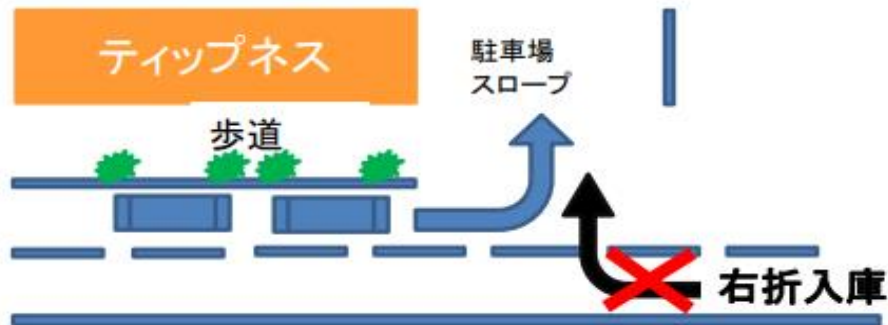 ティップネス
駐車場
スロープ
歩道
右折入庫